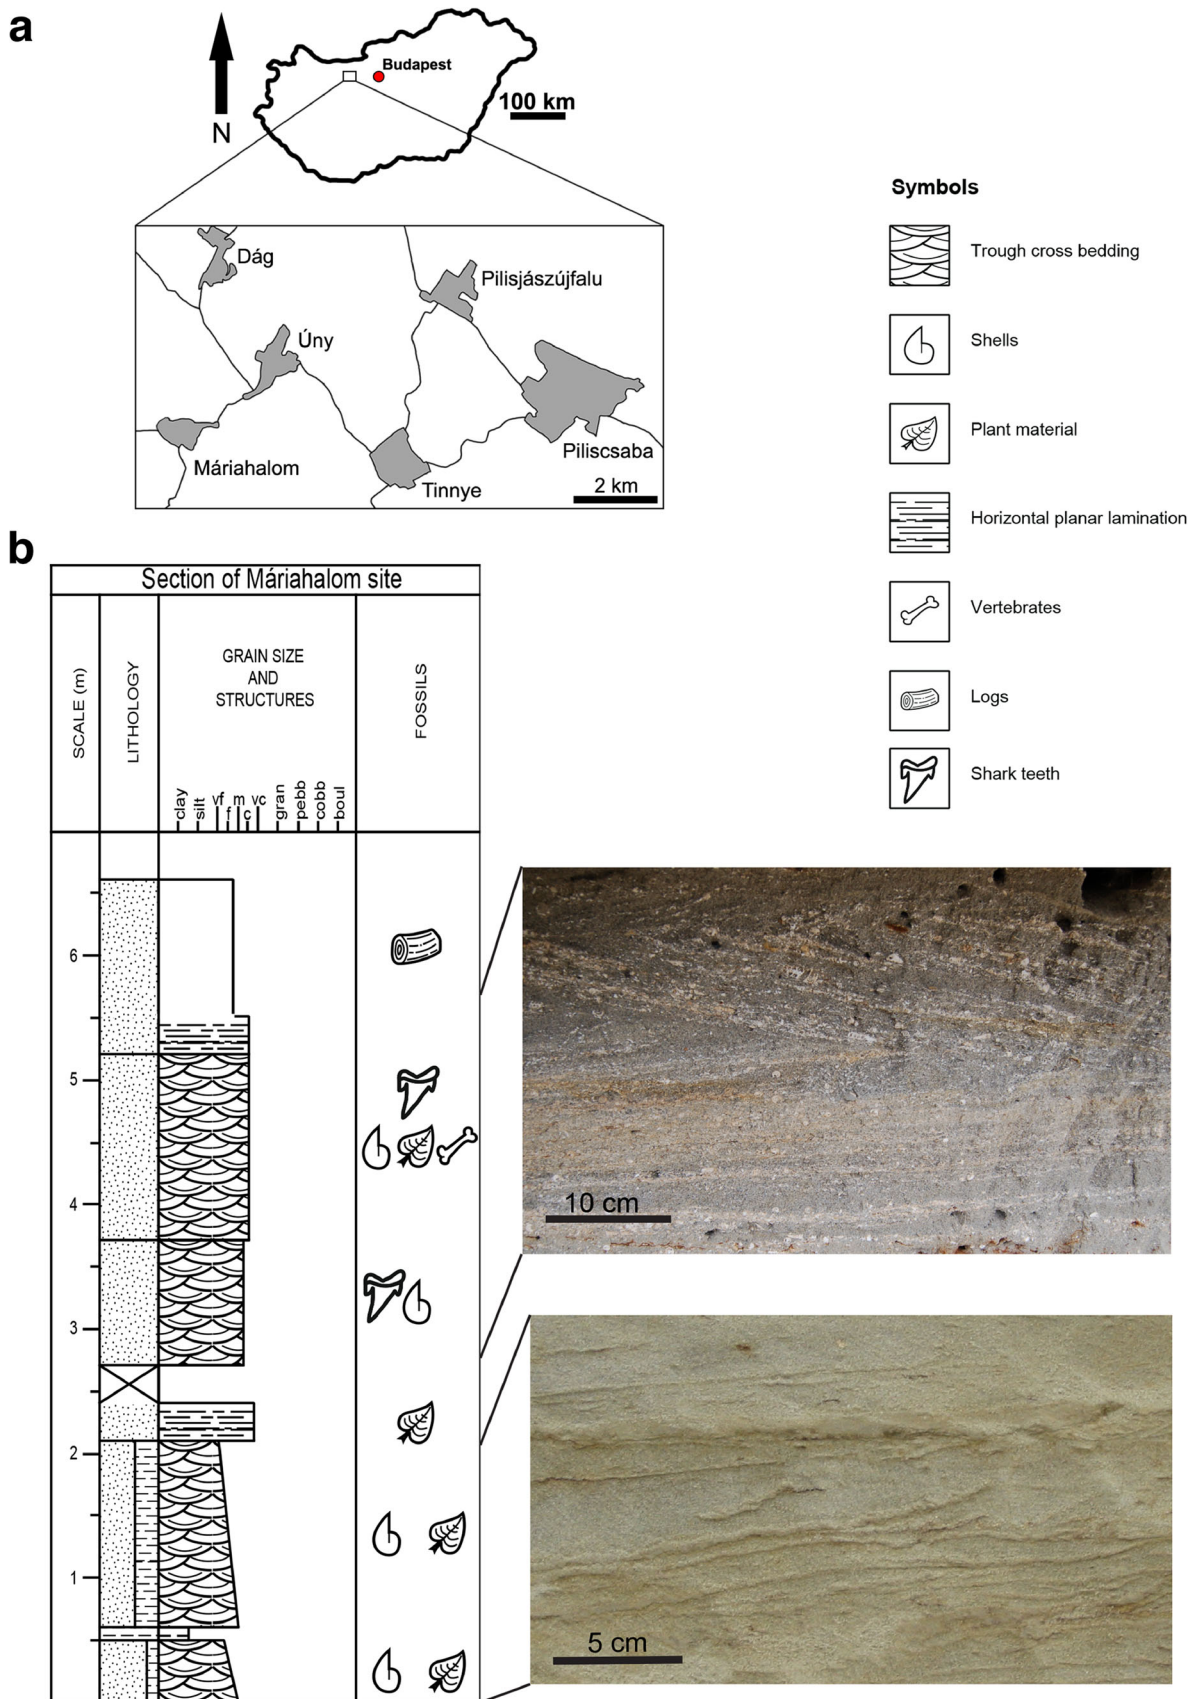 a
Budapest
100 km
N
Dág
Pilisjászújfalu
Úny
Piliscsaba
Máriahalom
Tinnye
2 km
Symbols
Trough cross bedding
Shells
Plant material
Horizontal planar lamination
Vertebrates
Logs
Shark teeth
b
Section of Máriahalom site
SCALE (m)
LITHOLOGY
GRAIN SIZE
AND
STRUCTURES
FOSSILS
clay
silt
vf
f
m
c
vc
gran
pebb
cobb
boul
6
5
4
3
2
1
10 cm
5 cm